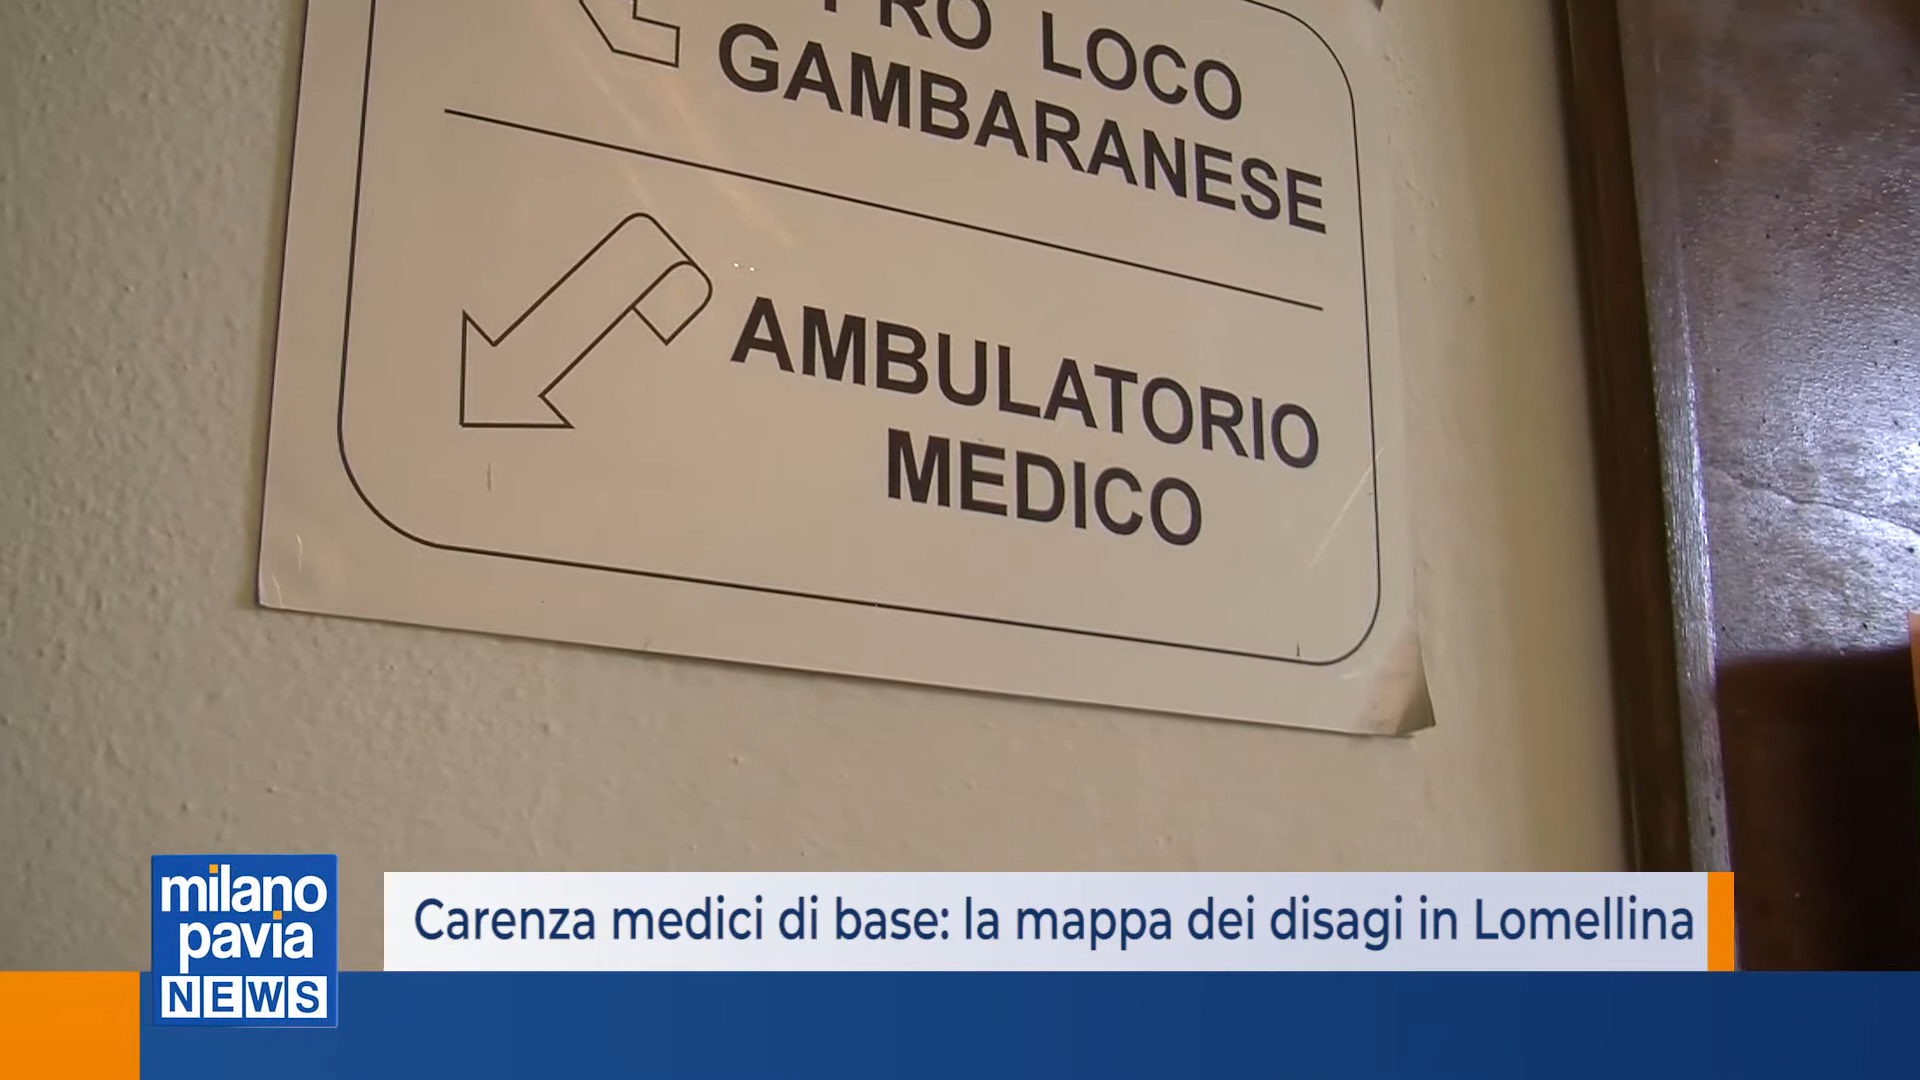 PRO LOCO
GAMBARANESE
AMBULATORIO
MEDICO
milano
pavia
NEWS
Carenza medici di base: la mappa dei disagi in Lomellina